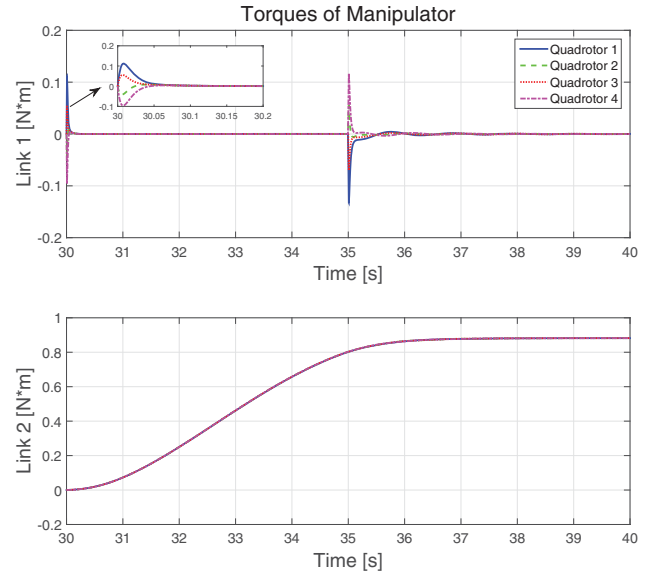 Torques of Manipulator
Link 1 [N*m]
0.2
0.1
0
-0.1
-0.2
0.1
0
-0.1
30 30.05 30.1 30.15 30.2
Quadrotor 1
Quadrotor 2
Quadrotor 3
Quadrotor 4
30 31 32 33 34 35 36 37 38 39 40
Time [s]
Link 2 [N*m]
1
0.8
0.6
0.4
0.2
0
-0.2
30 31 32 33 34 35 36 37 38 39 40
Time [s]